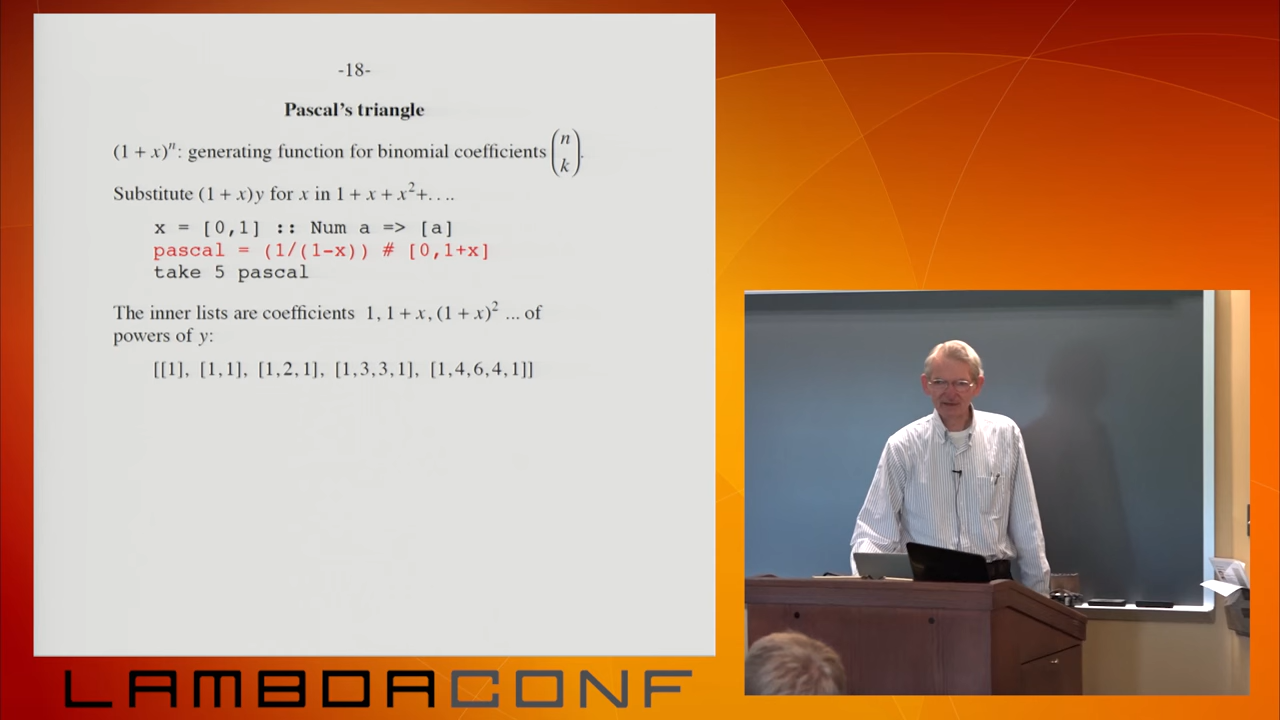 -18-
Pascal's triangle
(1 + x)ⁿ: generating function for binomial coefficients (n k).
Substitute (1 + x)y for x in 1 + x + x²+. . . .
x = [0,1] :: Num a => [a]
pascal = (1/(1-x)) # [0,1+x]
take 5 pascal
The inner lists are coefficients 1, 1 + x, (1 + x)² ... of
powers of y:
[[1], [1,1], [1,2,1], [1,3,3,1], [1,4,6,4,1]]
LAMBDACONF